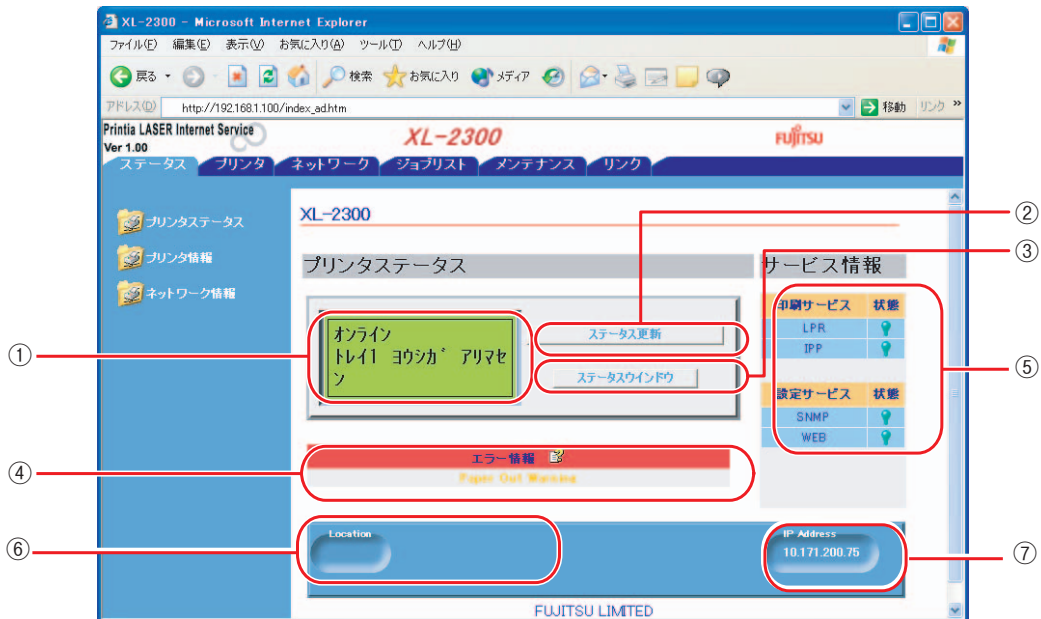 XL-2300 - Microsoft Internet Explorer
ファイル(F) 編集(E) 表示(V) お気に入り(A) ツール(T) ヘルプ(H)
戻る 検索 お気に入り メディア
アドレス(D) http://192.168.1.100/index_ad.htm 移動 リンク »
Printia LASER Internet Service
Ver 1.00
XL-2300
FUJITSU
ステータス プリンタ ネットワーク ジョブリスト メンテナンス リンク
プリンタステータス
プリンタ情報
ネットワーク情報
XL-2300
プリンタステータス
オンライン
トレイ1 ヨウシカ゛ アリマセ
ン
ステータス更新
ステータスウインドウ
エラー情報
Paper Out Warning
サービス情報
印刷サービス 状態
LPR
IPP
設定サービス 状態
SNMP
WEB
Location
IP Address
10.171.200.75
FUJITSU LIMITED
①
②
③
④
⑤
⑥
⑦